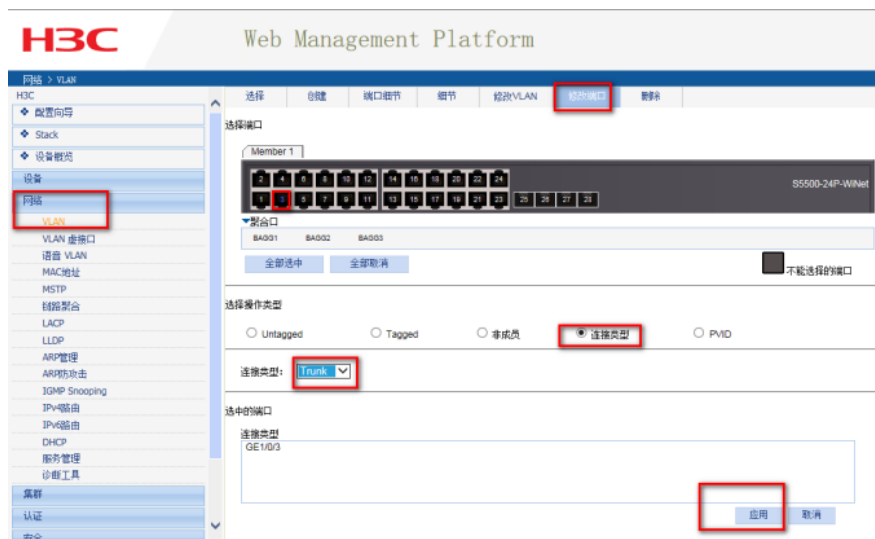 H3C Web Management Platform
网络 > VLAN
H3C
配置向导
Stack
设备概览
设备
网络
VLAN
VLAN 虚接口
语音 VLAN
MAC地址
MSTP
链路聚合
LACP
LLDP
ARP管理
ARP防攻击
IGMP Snooping
IPv4路由
IPv6路由
DHCP
服务管理
诊断工具
集群
认证
安全
选择 创建 端口细节 细节 修改VLAN 修改端口 删除
选择端口
Member 1
2 4 6 8 10 12 14 16 18 20 22 24
1 3 5 7 9 11 13 15 17 19 21 23 25 26 27 28
S5500-24P-WiNet
聚合口
BAGG1 BAGG2 BAGG3
全部选中 全部取消
不能选择的端口
选择操作类型
Untagged Tagged 非成员 连接类型 PVID
连接类型: Trunk
选中的端口
连接类型
GE1/0/3
应用 取消